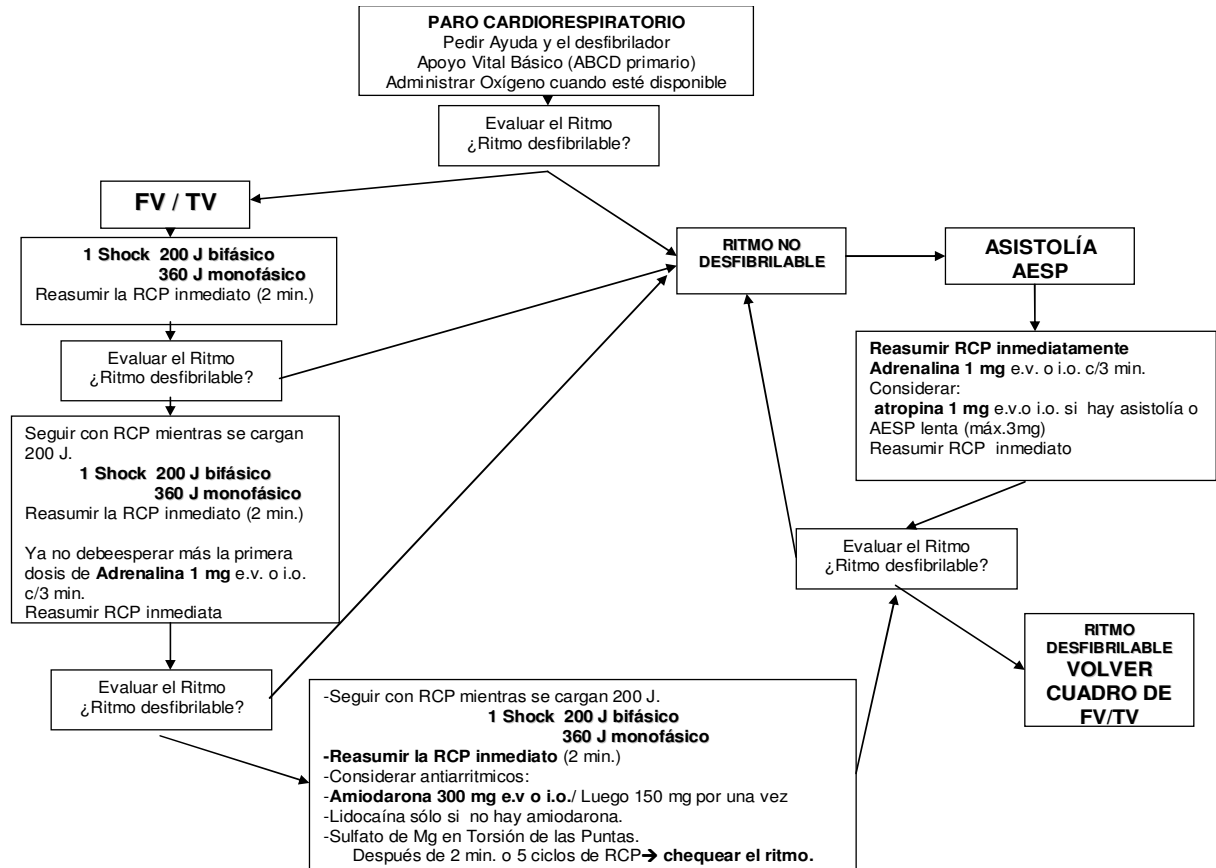 PARO CARDIORESPIRATORIO
Pedir Ayuda y el desfibrilador
Apoyo Vital Básico (ABCD primario)
Administrar Oxígeno cuando esté disponible
Evaluar el Ritmo
¿Ritmo desfibrilable?
FV / TV
1 Shock 200 J bifásico
360 J monofásico
Reasumir la RCP inmediato (2 min.)
Evaluar el Ritmo
¿Ritmo desfibrilable?
Seguir con RCP mientras se cargan
200 J.
1 Shock 200 J bifásico
360 J monofásico
Reasumir la RCP inmediato (2 min.)
Ya no debeesperar más la primera
dosis de Adrenalina 1 mg e.v. o i.o.
c/3 min.
Reasumir RCP inmediata
Evaluar el Ritmo
¿Ritmo desfibrilable?
-Seguir con RCP mientras se cargan 200 J.
1 Shock 200 J bifásico
360 J monofásico
-Reasumir la RCP inmediato (2 min.)
-Considerar antiarritmicos:
-Amiodarona 300 mg e.v o i.o./ Luego 150 mg por una vez
-Lidocaína sólo si no hay amiodarona.
-Sulfato de Mg en Torsión de las Puntas.
Después de 2 min. o 5 ciclos de RCP➔ chequear el ritmo.
RITMO NO
DESFIBRILABLE
ASISTOLÍA
AESP
Reasumir RCP inmediatamente
Adrenalina 1 mg e.v. o i.o. c/3 min.
Considerar:
atropina 1 mg e.v.o i.o. si hay asistolía o
AESP lenta (máx.3mg)
Reasumir RCP inmediato
Evaluar el Ritmo
¿Ritmo desfibrilable?
RITMO
DESFIBRILABLE
VOLVER
CUADRO DE
FV/TV